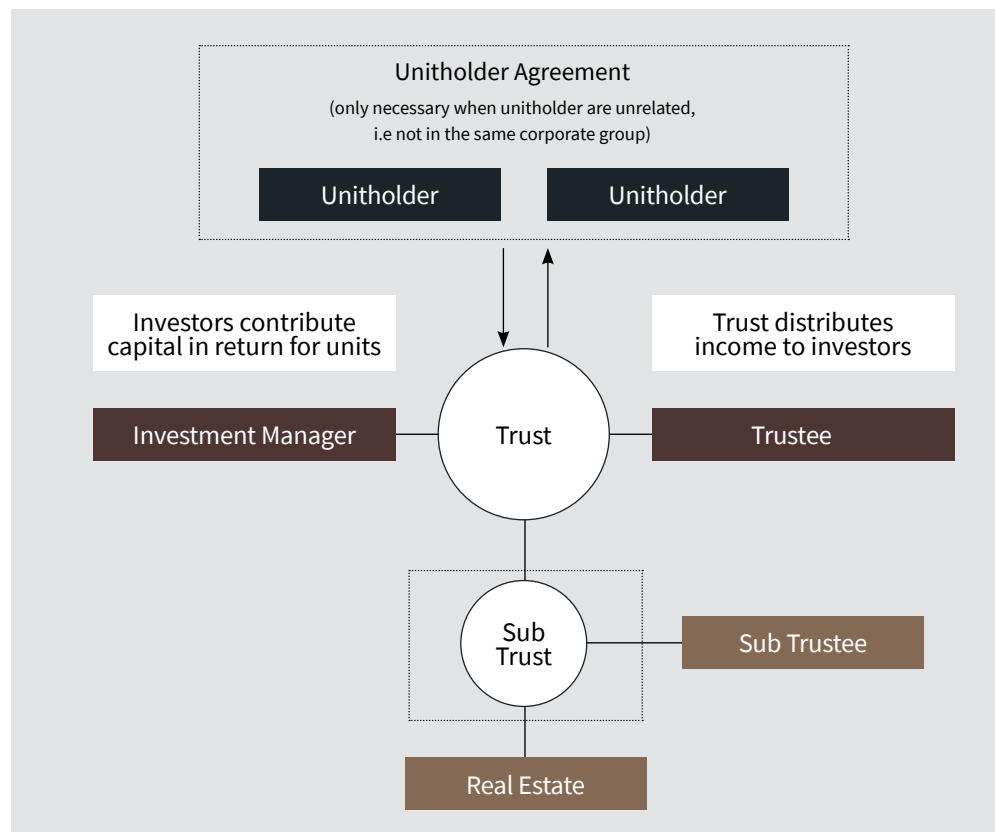 Unitholder Agreement
(only necessary when unitholder are unrelated,
i.e not in the same corporate group)
Unitholder
Unitholder
Investors contribute
capital in return for units
Trust distributes
income to investors
Investment Manager
Trust
Trustee
Sub
Trust
Sub Trustee
Real Estate